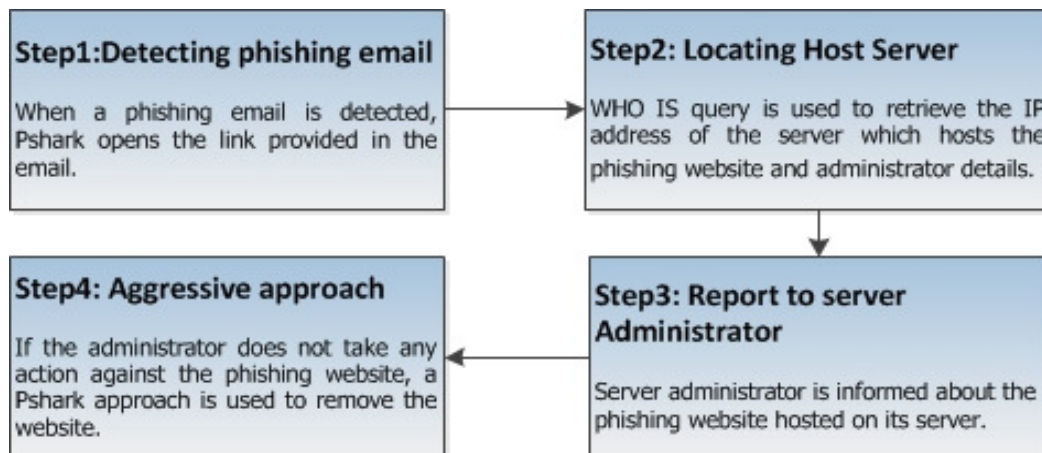 Step1:Detecting phishing email
When a phishing email is detected,
Pshark opens the link provided in the
email.
Step2: Locating Host Server
WHO IS query is used to retrieve the IP
address of the server which hosts the
phishing website and administrator details.
Step3: Report to server
Administrator
Server administrator is informed about the
phishing website hosted on its server.
Step4: Aggressive approach
If the administrator does not take any
action against the phishing website, a
Pshark approach is used to remove the
website.